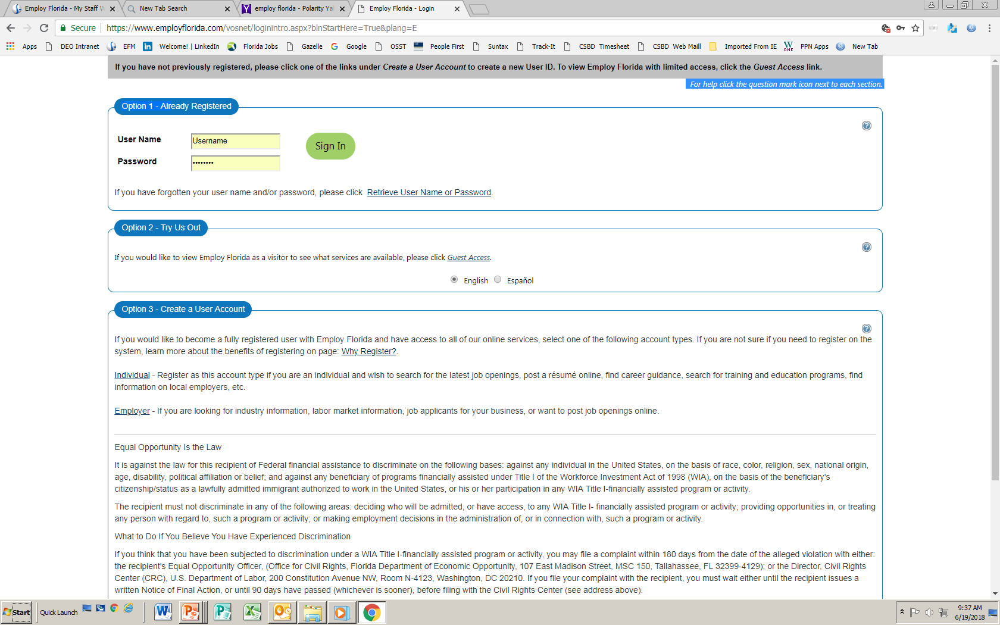 Employ Florida - My Staff W
New Tab Search
employ florida - Polarity Ya
Employ Florida - Login
Secure
https://www.employflorida.com/vosnet/loginintro.aspx?blnStartHere=True&plang=E
Apps
DEO Intranet
EFM
Welcome! | LinkedIn
Florida Jobs
Gazelle
Google
OSST
People First
Suntax
Track-It
CSBD Timesheet
CSBD Web Maill
Imported From IE
PPN Apps
New Tab
If you have not previously registered, please click one of the links under Create a User Account to create a new User ID. To view Employ Florida with limited access, click the Guest Access link.
For help click the question mark icon next to each section.
Option 1 - Already Registered
User Name
Username
Sign In
Password
••••••••
If you have forgotten your user name and/or password, please click Retrieve User Name or Password.
Option 2 - Try Us Out
If you would like to view Employ Florida as a visitor to see what services are available, please click Guest Access.
English Español
Option 3 - Create a User Account
If you would like to become a fully registered user with Employ Florida and have access to all of our online services, select one of the following account types. If you are not sure if you need to register on the
system, learn more about the benefits of registering on page: Why Register?.
Individual - Register as this account type if you are an individual and wish to search for the latest job openings, post a résumé online, find career guidance, search for training and education programs, find
information on local employers, etc.
Employer - If you are looking for industry information, labor market information, job applicants for your business, or want to post job openings online.
Equal Opportunity Is the Law
It is against the law for this recipient of Federal financial assistance to discriminate on the following bases: against any individual in the United States, on the basis of race, color, religion, sex, national origin,
age, disability, political affiliation or belief; and against any beneficiary of programs financially assisted under Title I of the Workforce Investment Act of 1998 (WIA), on the basis of the beneficiary's
citizenship/status as a lawfully admitted immigrant authorized to work in the United States, or his or her participation in any WIA Title I-financially assisted program or activity.
The recipient must not discriminate in any of the following areas: deciding who will be admitted, or have access, to any WIA Title I- financially assisted program or activity; providing opportunities in, or treating
any person with regard to, such a program or activity; or making employment decisions in the administration of, or in connection with, such a program or activity.
What to Do If You Believe You Have Experienced Discrimination
If you think that you have been subjected to discrimination under a WIA Title I-financially assisted program or activity, you may file a complaint within 180 days from the date of the alleged violation with either:
the recipient's Equal Opportunity Officer, (Office for Civil Rights, Florida Department of Economic Opportunity, 107 East Madison Street, MSC 150, Tallahassee, FL 32399-4129); or the Director, Civil Rights
Center (CRC), U.S. Department of Labor, 200 Constitution Avenue NW, Room N-4123, Washington, DC 20210. If you file your complaint with the recipient, you must wait either until the recipient issues a
written Notice of Final Action, or until 90 days have passed (whichever is sooner), before filing with the Civil Rights Center (see address above).
Start
Quick Launch
9:37 AM
6/19/2018